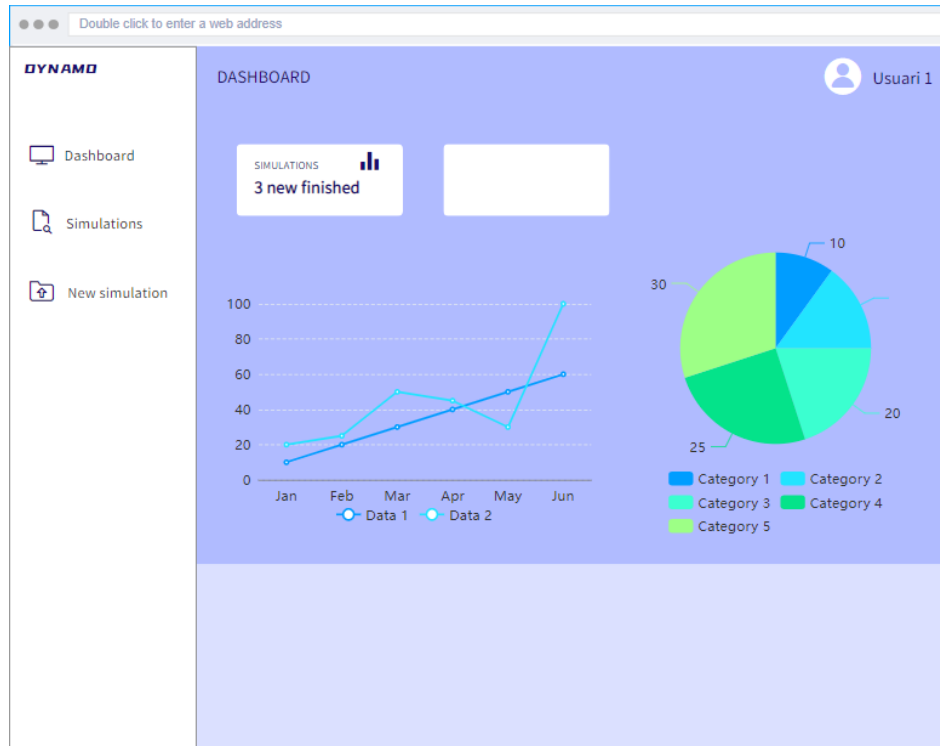 Double click to enter a web address
DYNAMO
DASHBOARD
Usuari 1
Dashboard
Simulations
New simulation
SIMULATIONS
3 new finished
100
80
60
40
20
0
Jan Feb Mar Apr May Jun
Data 1 Data 2
10
30
20
25
Category 1 Category 2
Category 3 Category 4
Category 5